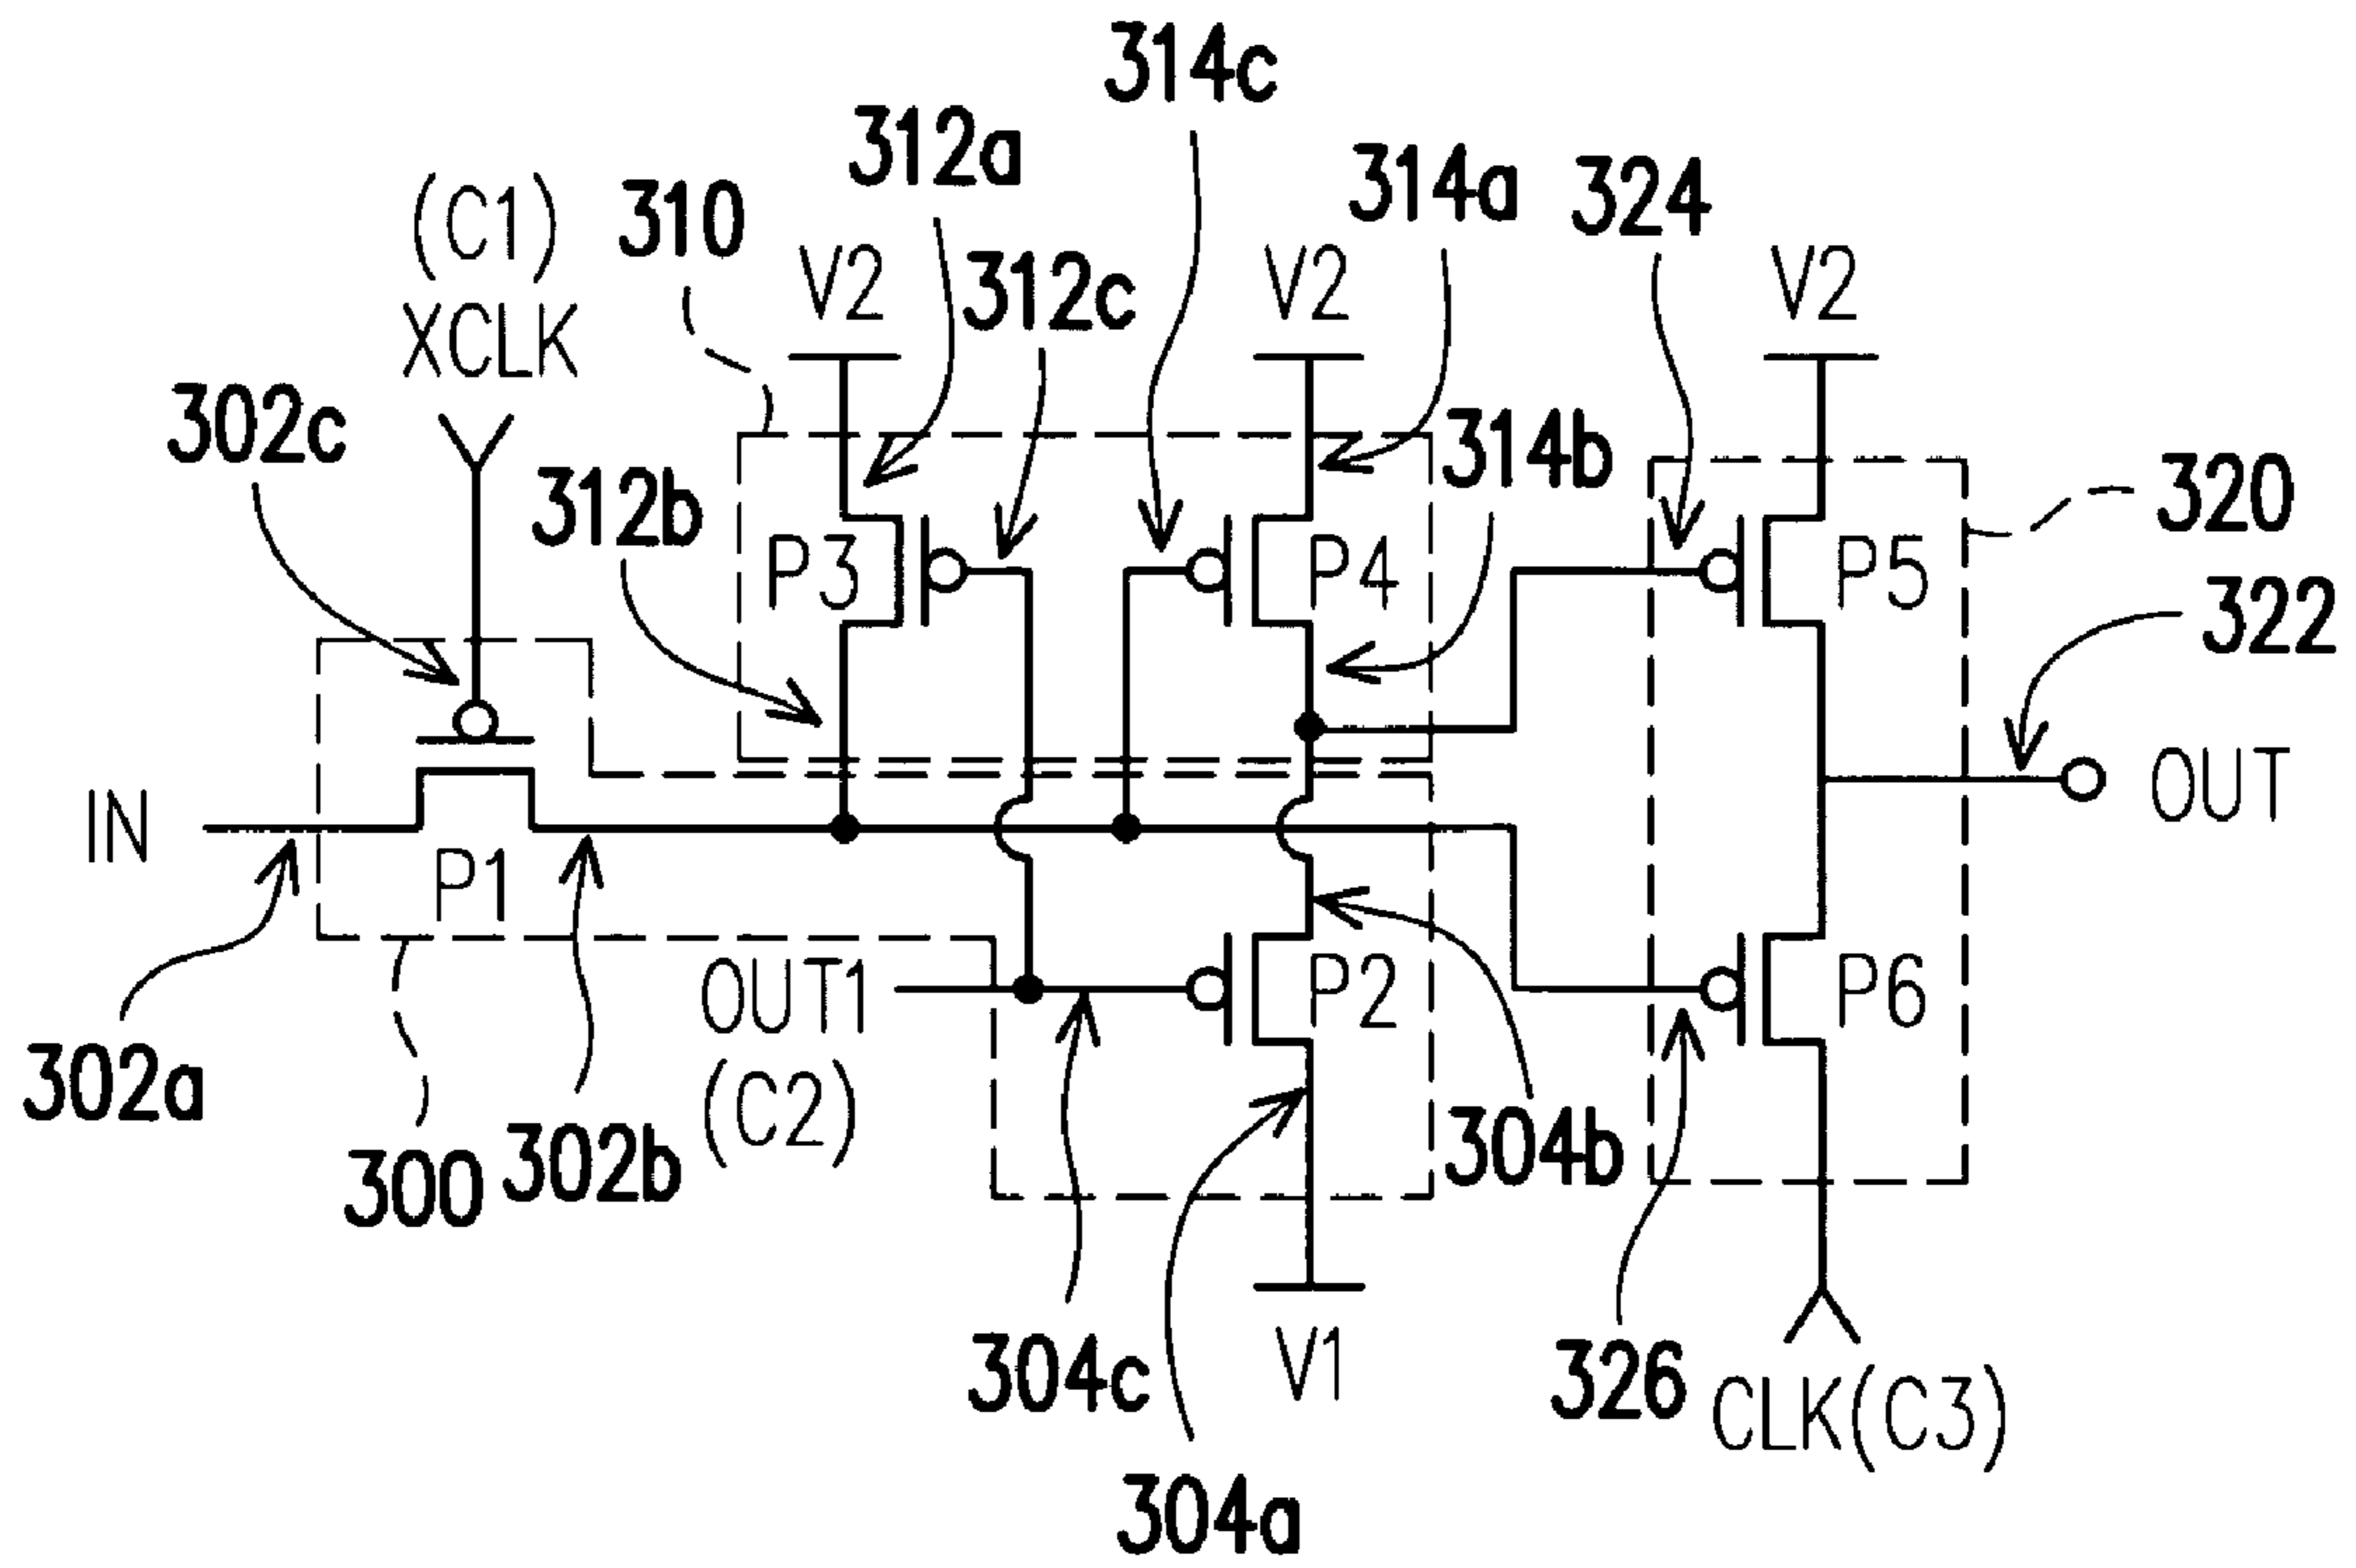 314c
312a
314a
324
(C1)
310
312c
V2
V2
V2
XCLK
302c
314b
312b
320
P3
P4
P5
322
IN
OUT
P1
OUT1
P2
P6
(C2)
302a
300
302b
304b
304c
V1
326
CLK(C3)
304a